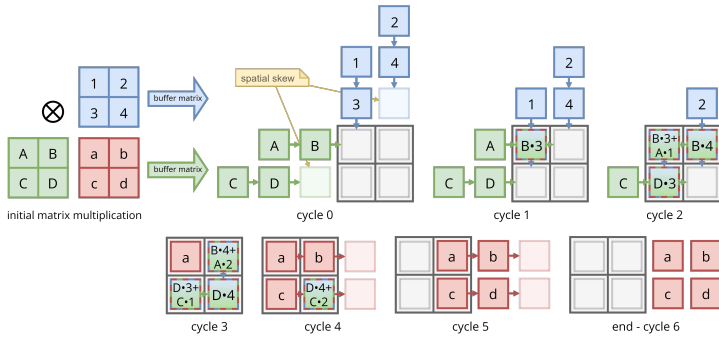 2
1
4
2
1 2
3 4
buffer matrix
spatial skew
3
1
4
2
A B
C D
a b
c d
buffer matrix
A
B
C
D
A
B•3
C
D
B•3+
A•1
B•4
C
D•3
initial matrix multiplication
cycle 0
cycle 1
cycle 2
a
B•4+
A•2
D•3+
C•1
D•4
a
b
c
D•4+
C•2
a
b
c
d
a
b
c
d
cycle 3
cycle 4
cycle 5
end - cycle 6